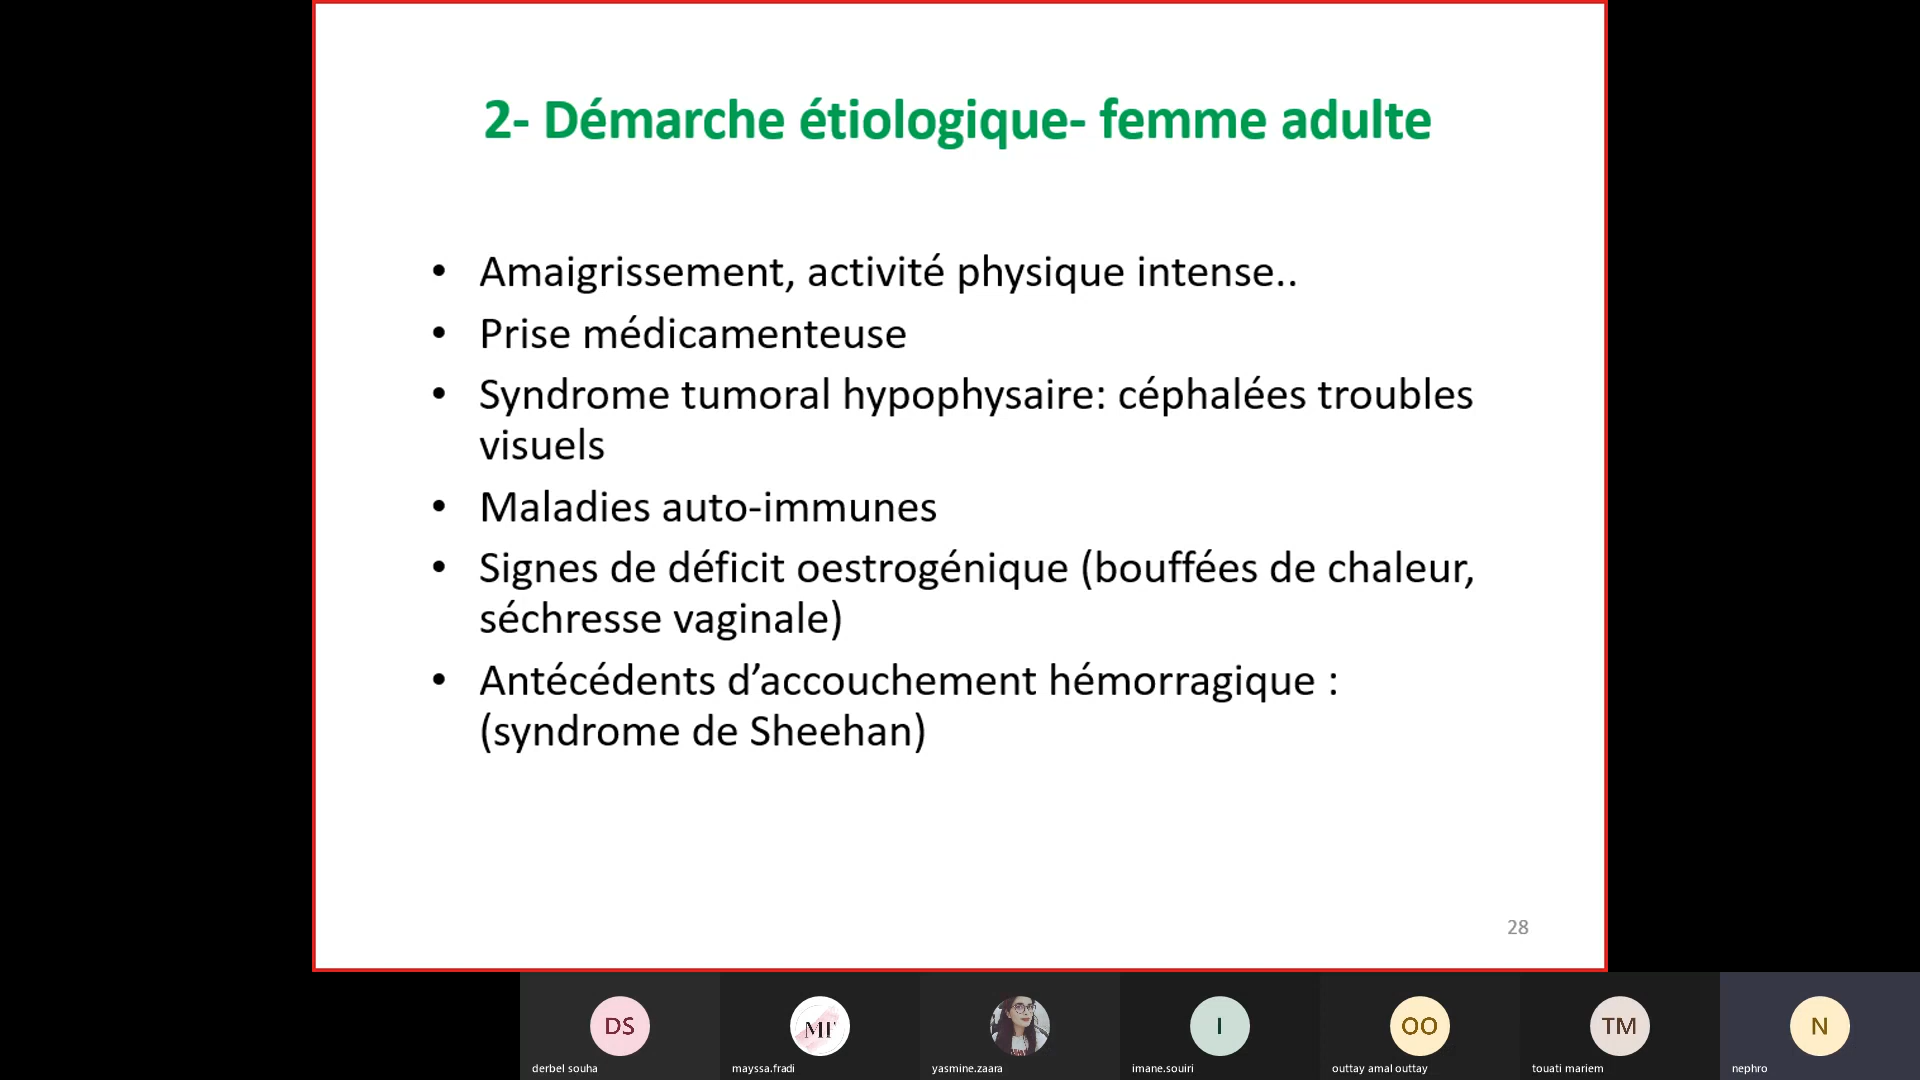 2- Démarche étiologique- femme adulte
• Amaigrissement, activité physique intense..
• Prise médicamenteuse
• Syndrome tumoral hypophysaire: céphalées troubles
visuels
• Maladies auto-immunes
• Signes de déficit oestrogénique (bouffées de chaleur,
séchresse vaginale)
• Antécédents d’accouchement hémorragique :
(syndrome de Sheehan)
28
DS
MF
I
OO
TM
N
derbel souha
mayssa.fradi
yasmine.zaara
imane.souiri
outtay amal outtay
touati mariem
nephro